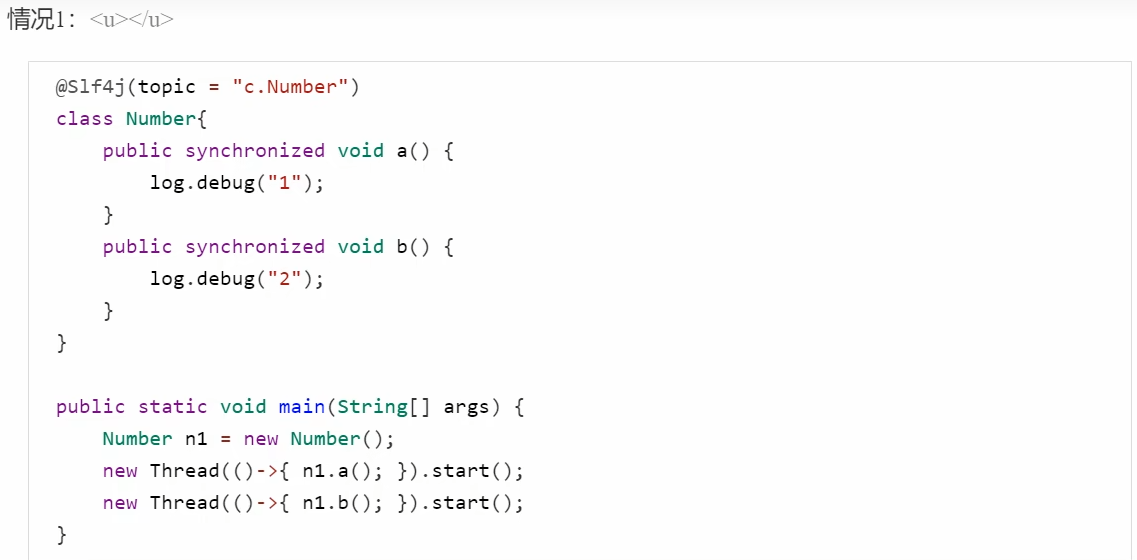 情况1：<u></u>
@Slf4j(topic = "c.Number")
class Number{
    public synchronized void a() {
        log.debug("1");
    }
    public synchronized void b() {
        log.debug("2");
    }
}

public static void main(String[] args) {
    Number n1 = new Number();
    new Thread(()->{ n1.a(); }).start();
    new Thread(()->{ n1.b(); }).start();
}